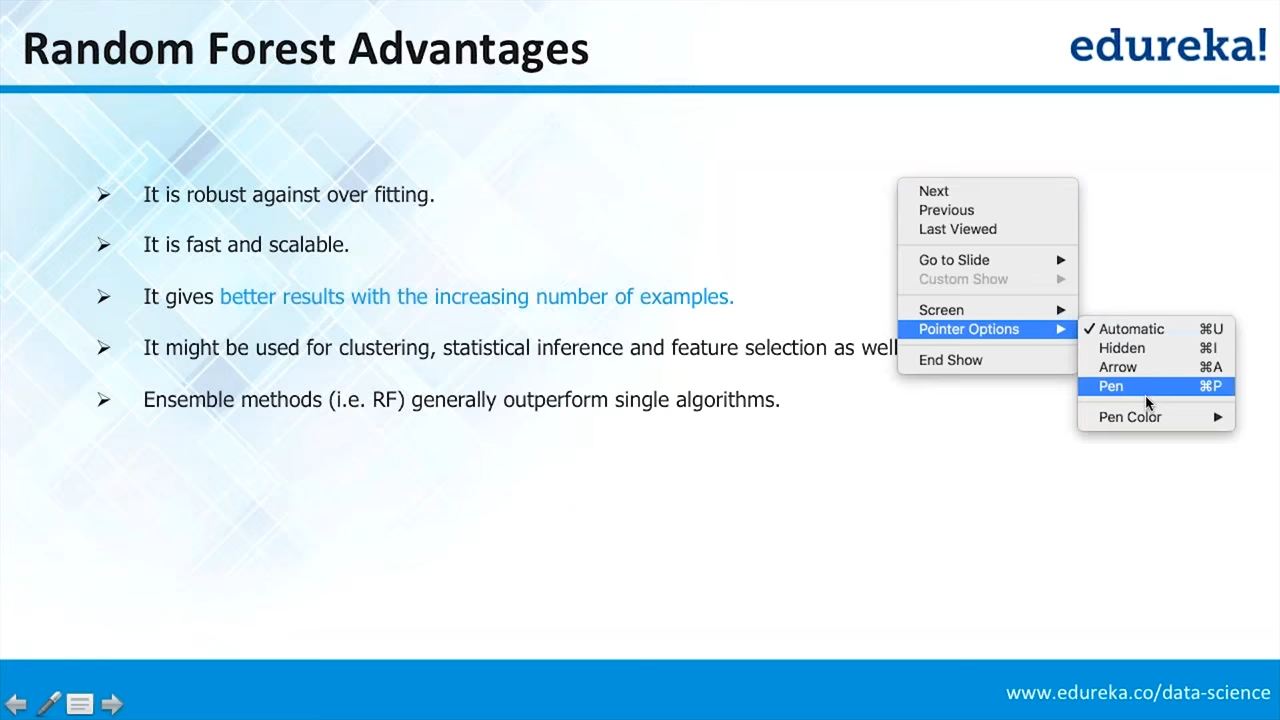 Random Forest Advantages
edureka!
It is robust against over fitting.
It is fast and scalable.
It gives better results with the increasing number of examples.
It might be used for clustering, statistical inference and feature selection as well
Ensemble methods (i.e. RF) generally outperform single algorithms.
Next
Previous
Last Viewed
Go to Slide
Custom Show
Screen
Pointer Options
End Show
Automatic ⌘U
Hidden ⌘I
Arrow ⌘A
Pen ⌘P
Pen Color
www.edureka.co/data-science